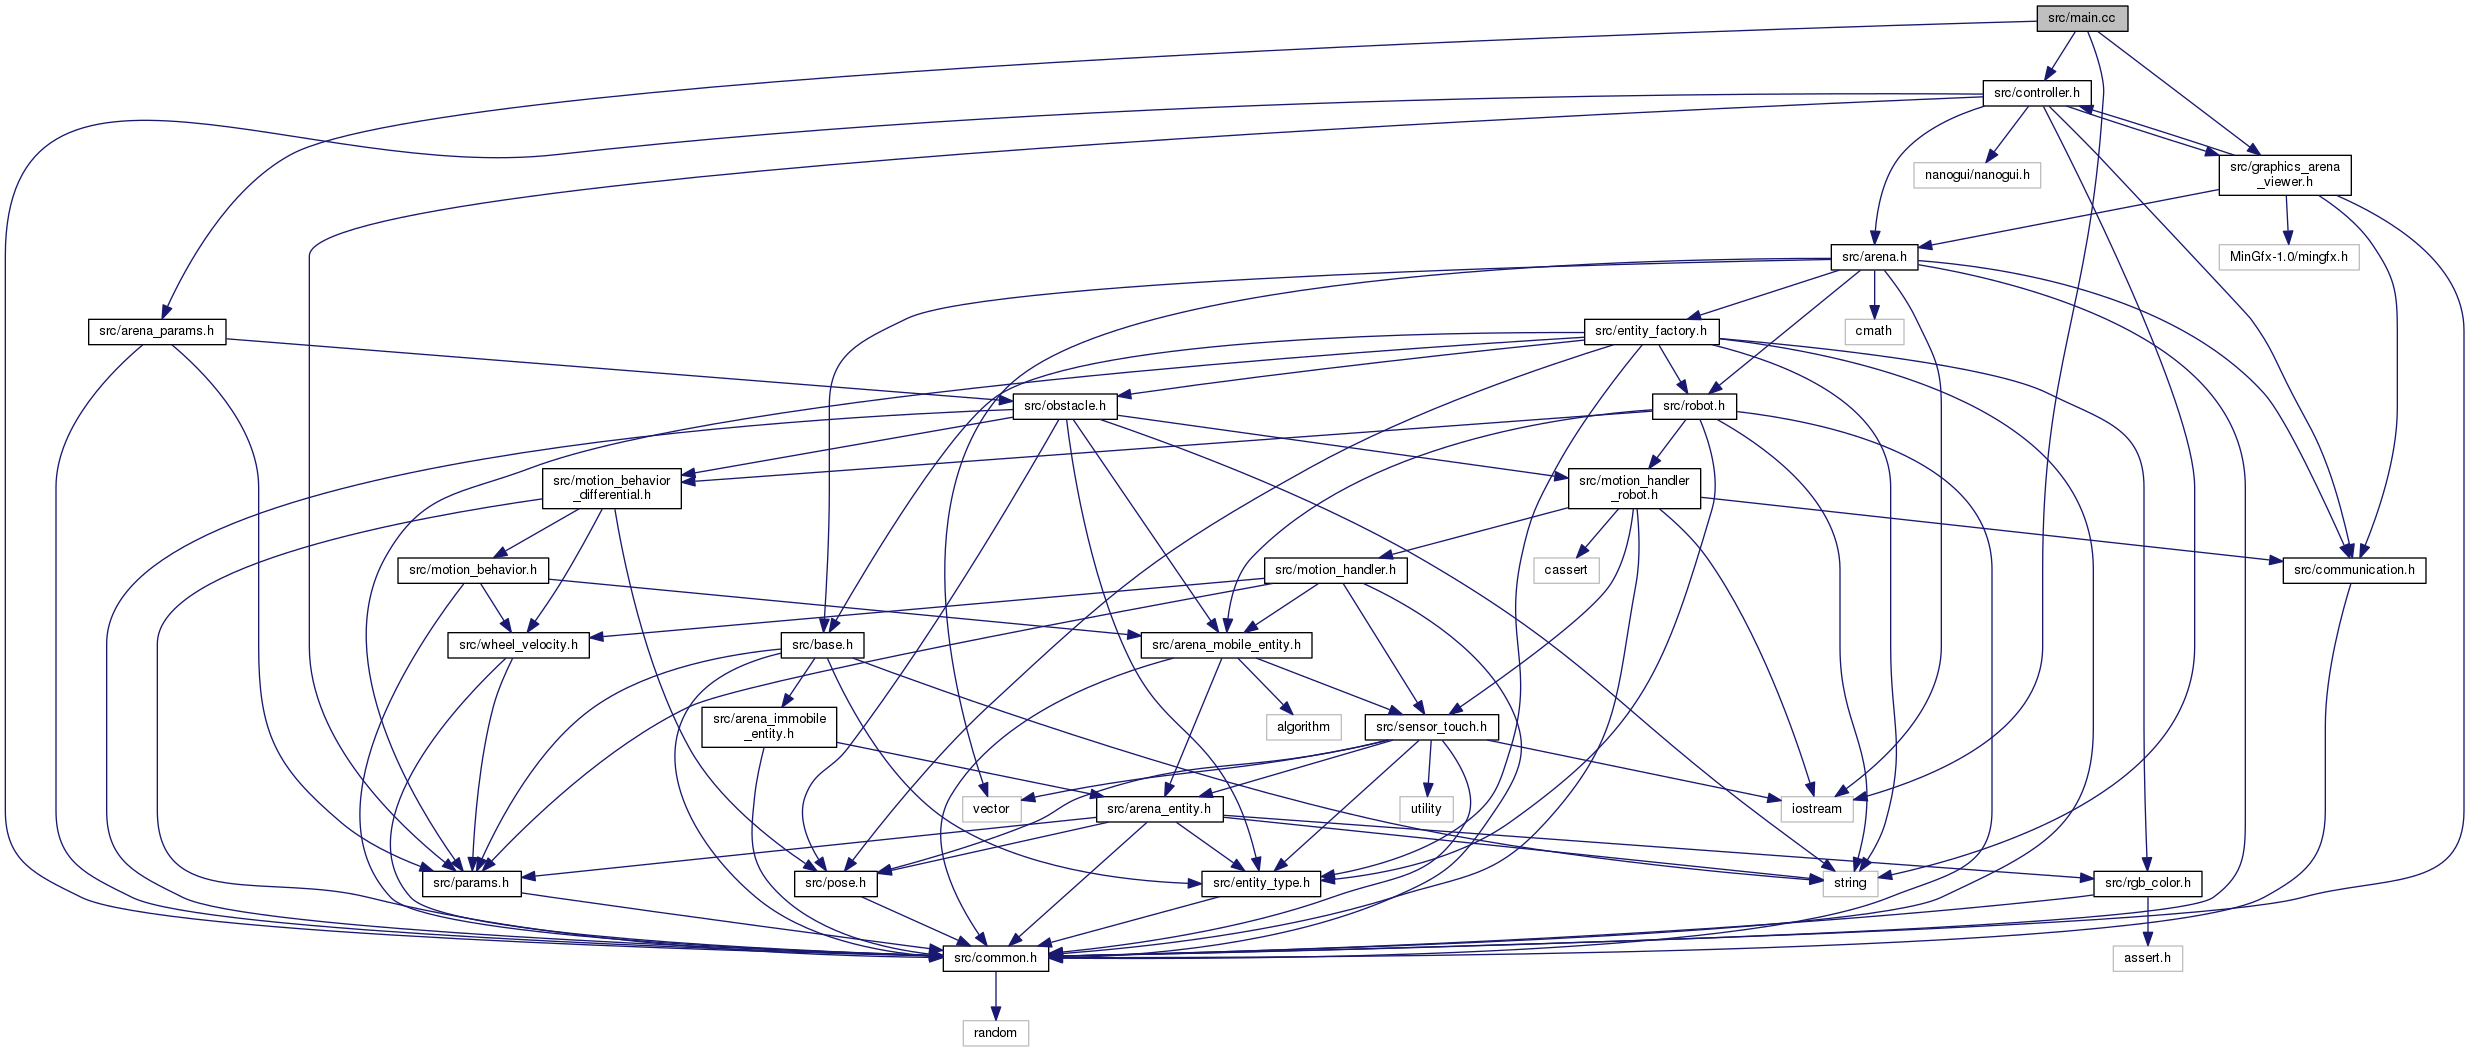 src/main.cc
src/controller.h
nanogui/nanogui.h
src/graphics_arena
_viewer.h
src/arena.h
MinGfx-1.0/mingfx.h
src/arena_params.h
src/entity_factory.h
cmath
src/obstacle.h
src/robot.h
src/motion_behavior
_differential.h
src/motion_handler
_robot.h
src/motion_behavior.h
src/motion_handler.h
cassert
src/communication.h
src/wheel_velocity.h
src/base.h
src/arena_mobile_entity.h
src/arena_immobile
_entity.h
algorithm
src/sensor_touch.h
vector
src/arena_entity.h
utility
iostream
src/params.h
src/pose.h
src/entity_type.h
string
src/rgb_color.h
src/common.h
assert.h
random